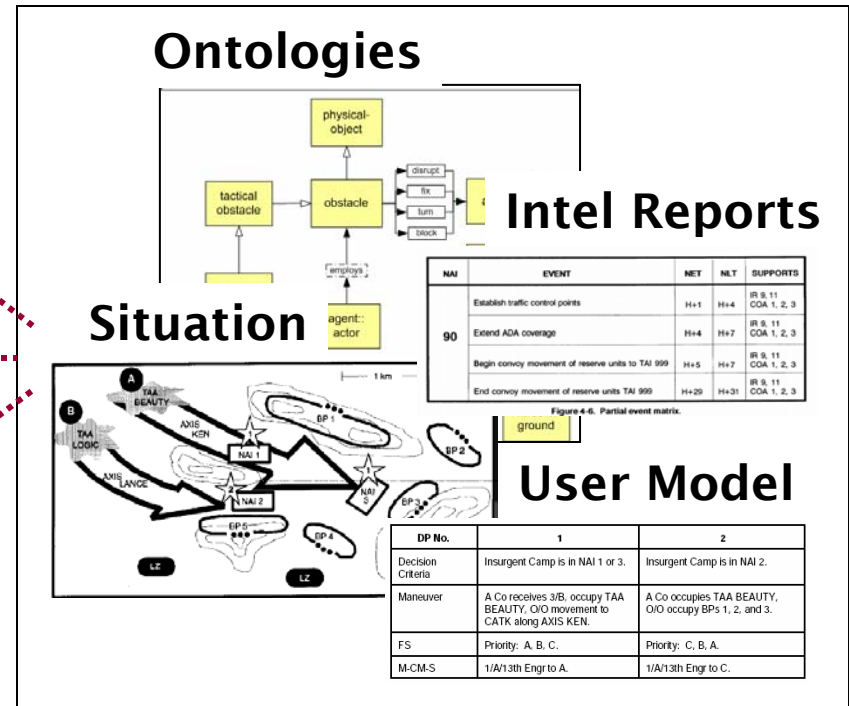 Ontologies
physical-
object
tactical
obstacle
obstacle
disrupt
fix
turn
block
employs
agent::
actor
ground
Intel Reports
NAI EVENT NET NLT SUPPORTS
90
Establish traffic control points H+1 H+4 IR 9, 11 COA 1, 2, 3
Extend ADA coverage H+4 H+7 IR 9, 11 COA 1, 2, 3
Begin convoy movement of reserve units to TAI 999 H+5 H+7 IR 9, 11 COA 1, 2, 3
End convoy movement of reserve units TAI 999 H+29 H+31 IR 9, 11 COA 1, 2, 3
Figure 4-6. Partial event matrix.
Situation
1 km
A
TAA
BEAUTY
B
TAA
LOGIC
AXIS
KEN
AXIS
LANCE
1
NAI 1
2
NAI 2
1
NAI
BP 1
BP 2
BP 3
BP 4
BP 5
LZ
LZ
User Model
DP No. 1 2
Decision Criteria Insurgent Camp is in NAI 1 or 3. Insurgent Camp is in NAI 2.
Maneuver A Co receives 3/B, occupy TAA BEAUTY, O/O movement to CATK along AXIS KEN. A Co occupies TAA BEAUTY, O/O occupy BPs 1, 2, and 3.
FS Priority: A, B, C. Priority: C, B, A.
M-CM-S 1/A/13th Engr to A. 1/A/13th Engr to C.